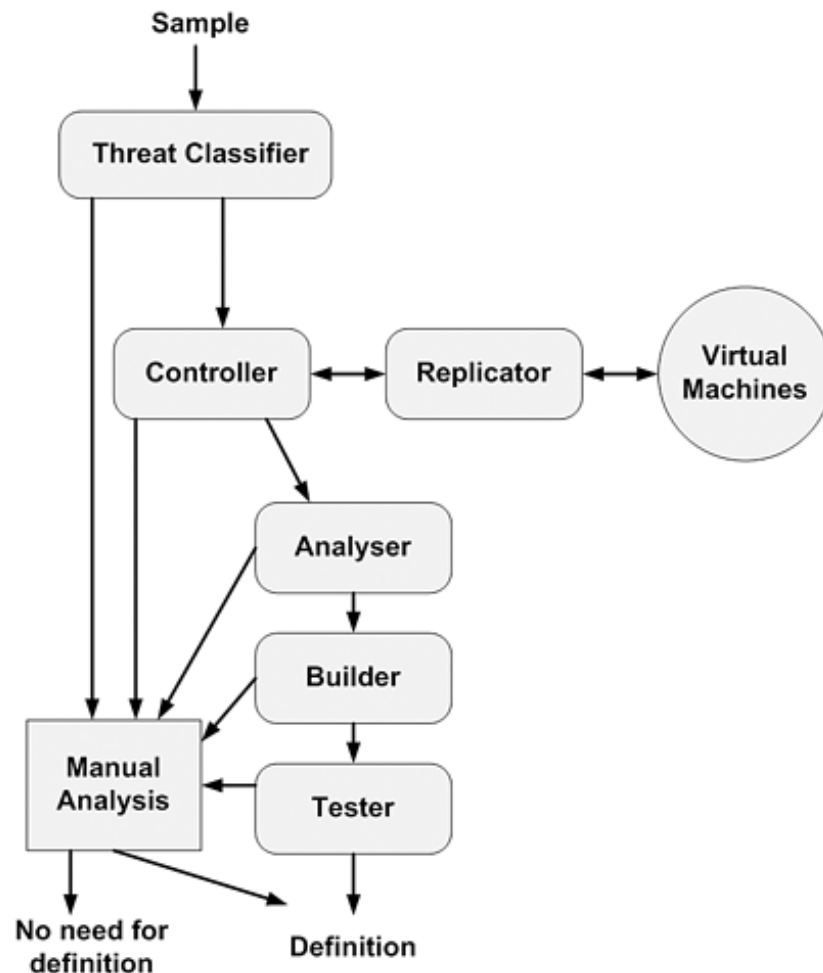 Sample
Threat Classifier
Controller
Replicator
Virtual
Machines
Analyser
Builder
Manual
Analysis
Tester
No need for
definition
Definition